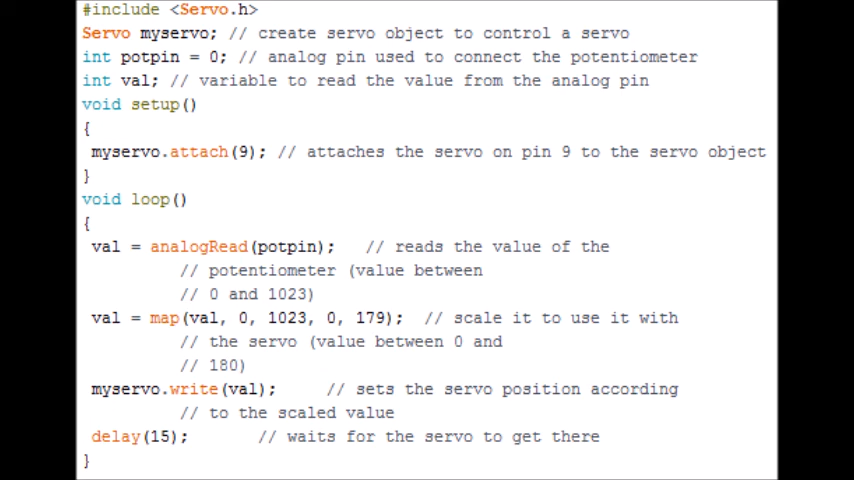 #include <Servo.h>
Servo myservo; // create servo object to control a servo
int potpin = 0; // analog pin used to connect the potentiometer
int val; // variable to read the value from the analog pin
void setup()
{
myservo.attach(9); // attaches the servo on pin 9 to the servo object
}
void loop()
{
val = analogRead(potpin); // reads the value of the
// potentiometer (value between
// 0 and 1023)
val = map(val, 0, 1023, 0, 179); // scale it to use it with
// the servo (value between 0 and
// 180)
myservo.write(val); // sets the servo position according
// to the scaled value
delay(15); // waits for the servo to get there
}